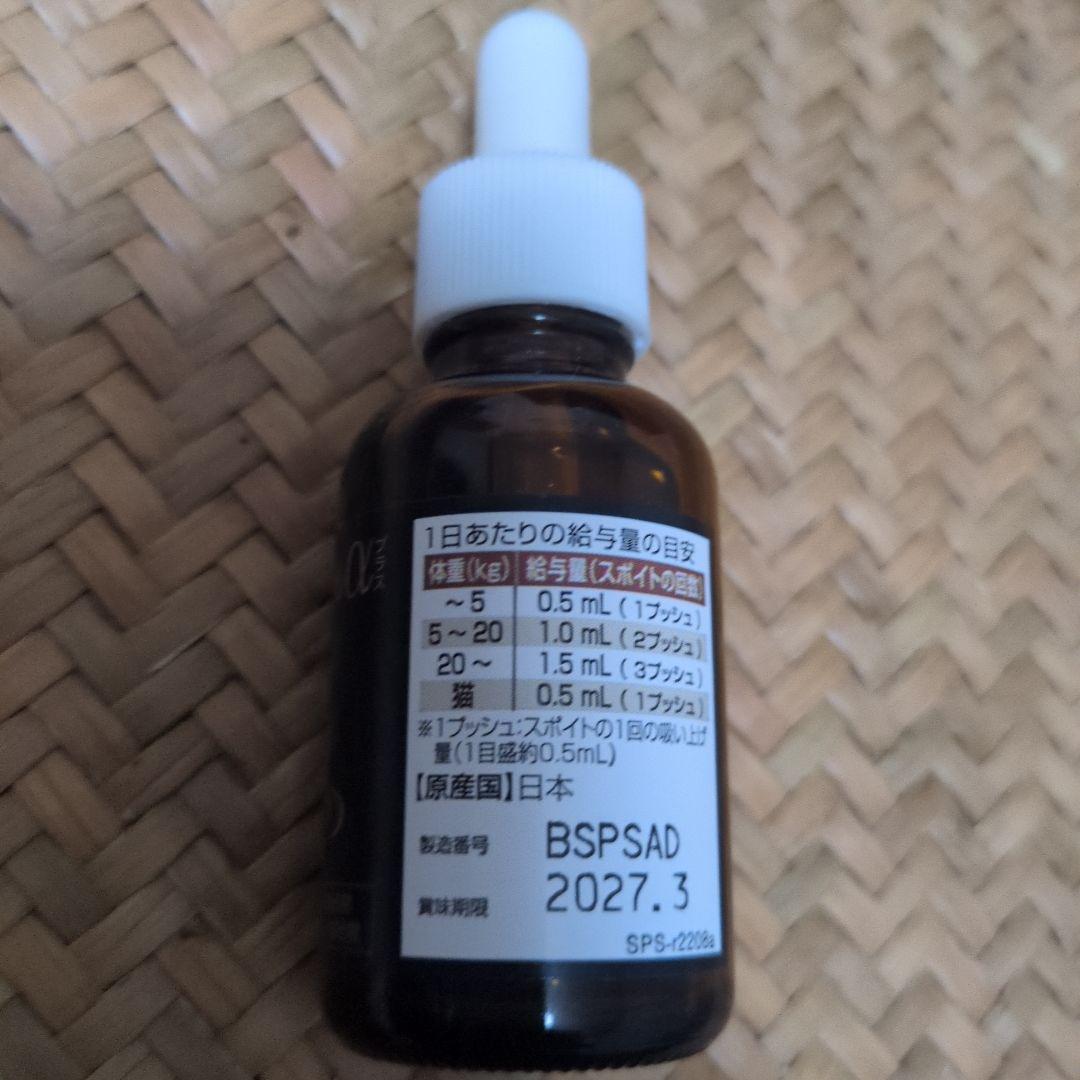 α
プラス
1日あたりの給与量の目安
体重(kg) 給与量(スポイトの回数)
～5 0.5 mL (1プッシュ)
5～20 1.0 mL (2プッシュ)
20～ 1.5 mL (3プッシュ)
猫 0.5 mL (1プッシュ)
※1プッシュ:スポイトの1回の吸い上げ
量(1目盛約0.5mL)
【原産国】日本
製造番号 BSPSAD
賞味期限 2027.3
SPS-r2208a